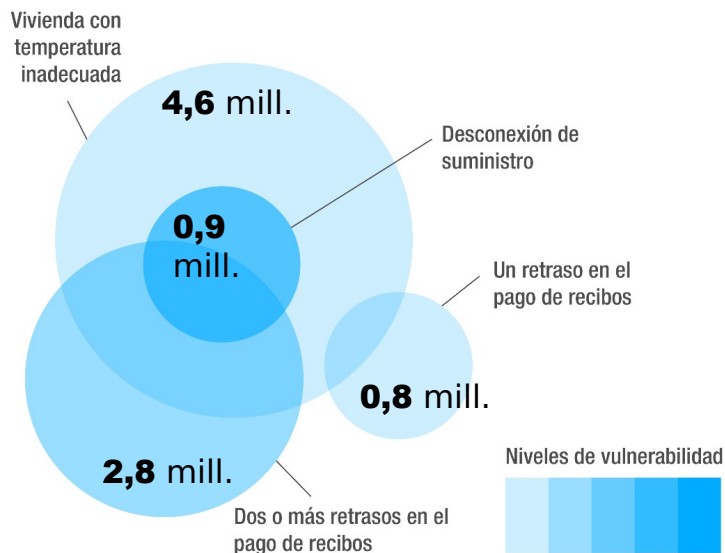 Vivienda con
temperatura
inadecuada
4,6 mill.
Desconexión de
suministro
0,9
mill.
Un retraso en el
pago de recibos
0,8 mill.
2,8 mill.
Niveles de vulnerabilidad
Dos o más retrasos en el
pago de recibos